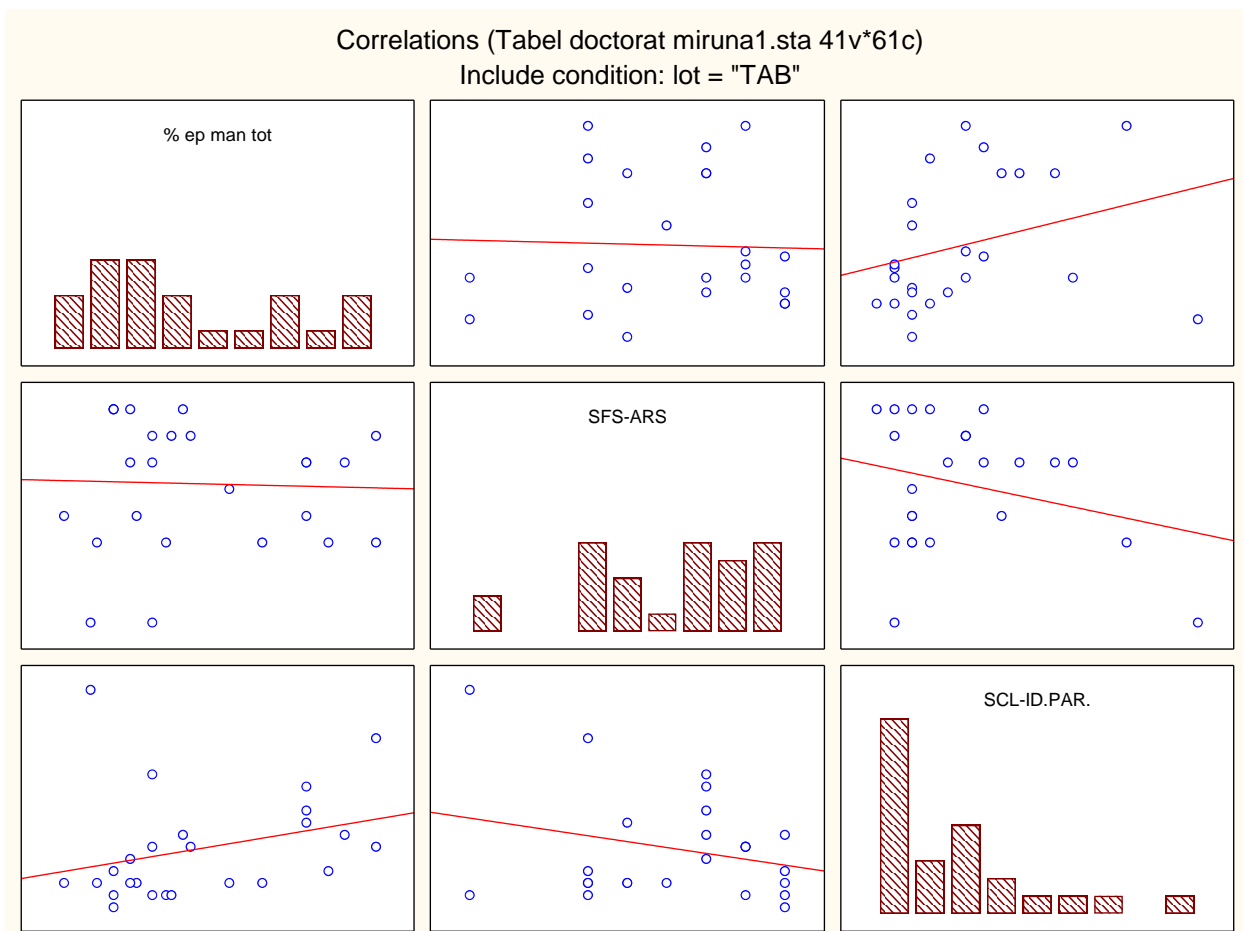 Correlations (Tabel doctorat miruna1.sta 41v*61c)
Include condition: lot = "TAB"
% ep man tot
SFS-ARS
SCL-ID.PAR.